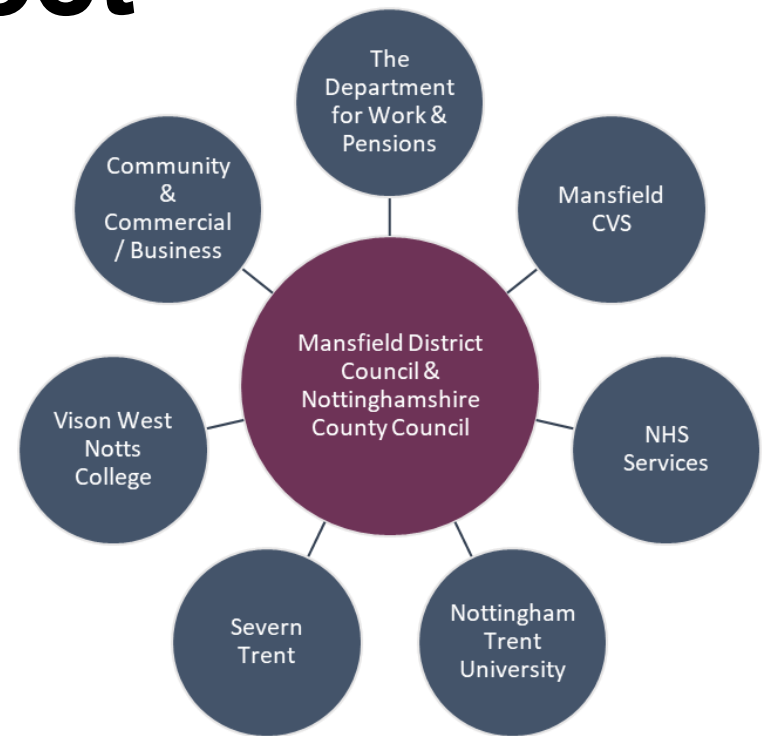 The
Department
for Work &
Pensions
Mansfield
CVS
NHS
Services
Nottingham
Trent
University
Severn
Trent
Vison West
Notts
College
Community
&
Commercial
/ Business
Mansfield District
Council &
Nottinghamshire
County Council